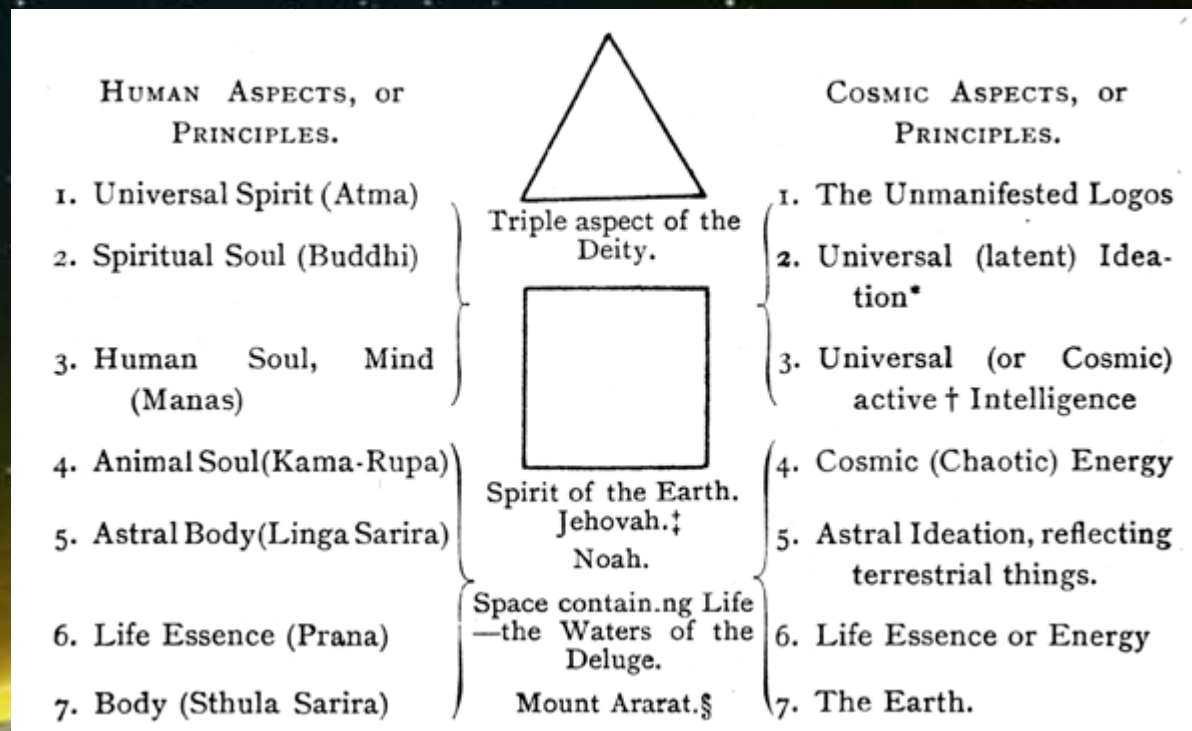 HUMAN ASPECTS, OR
PRINCIPLES.
1. Universal Spirit (Atma)
2. Spiritual Soul (Buddhi)
3. Human Soul, Mind
(Manas)
4. Animal Soul(Kama-Rupa)
5. Astral Body(Linga Sarira)
6. Life Essence (Prana)
7. Body (Sthula Sarira)
Triple aspect of the
Deity.
Spirit of the Earth.
Jehovah.‡
Noah.
Space contain.ng Life
—the Waters of the
Deluge.
Mount Ararat.§
COSMIC ASPECTS, OR
PRINCIPLES.
1. The Unmanifested Logos
2. Universal (latent) Idea-
tion*
3. Universal (or Cosmic)
active † Intelligence
4. Cosmic (Chaotic) Energy
5. Astral Ideation, reflecting
terrestrial things.
6. Life Essence or Energy
7. The Earth.